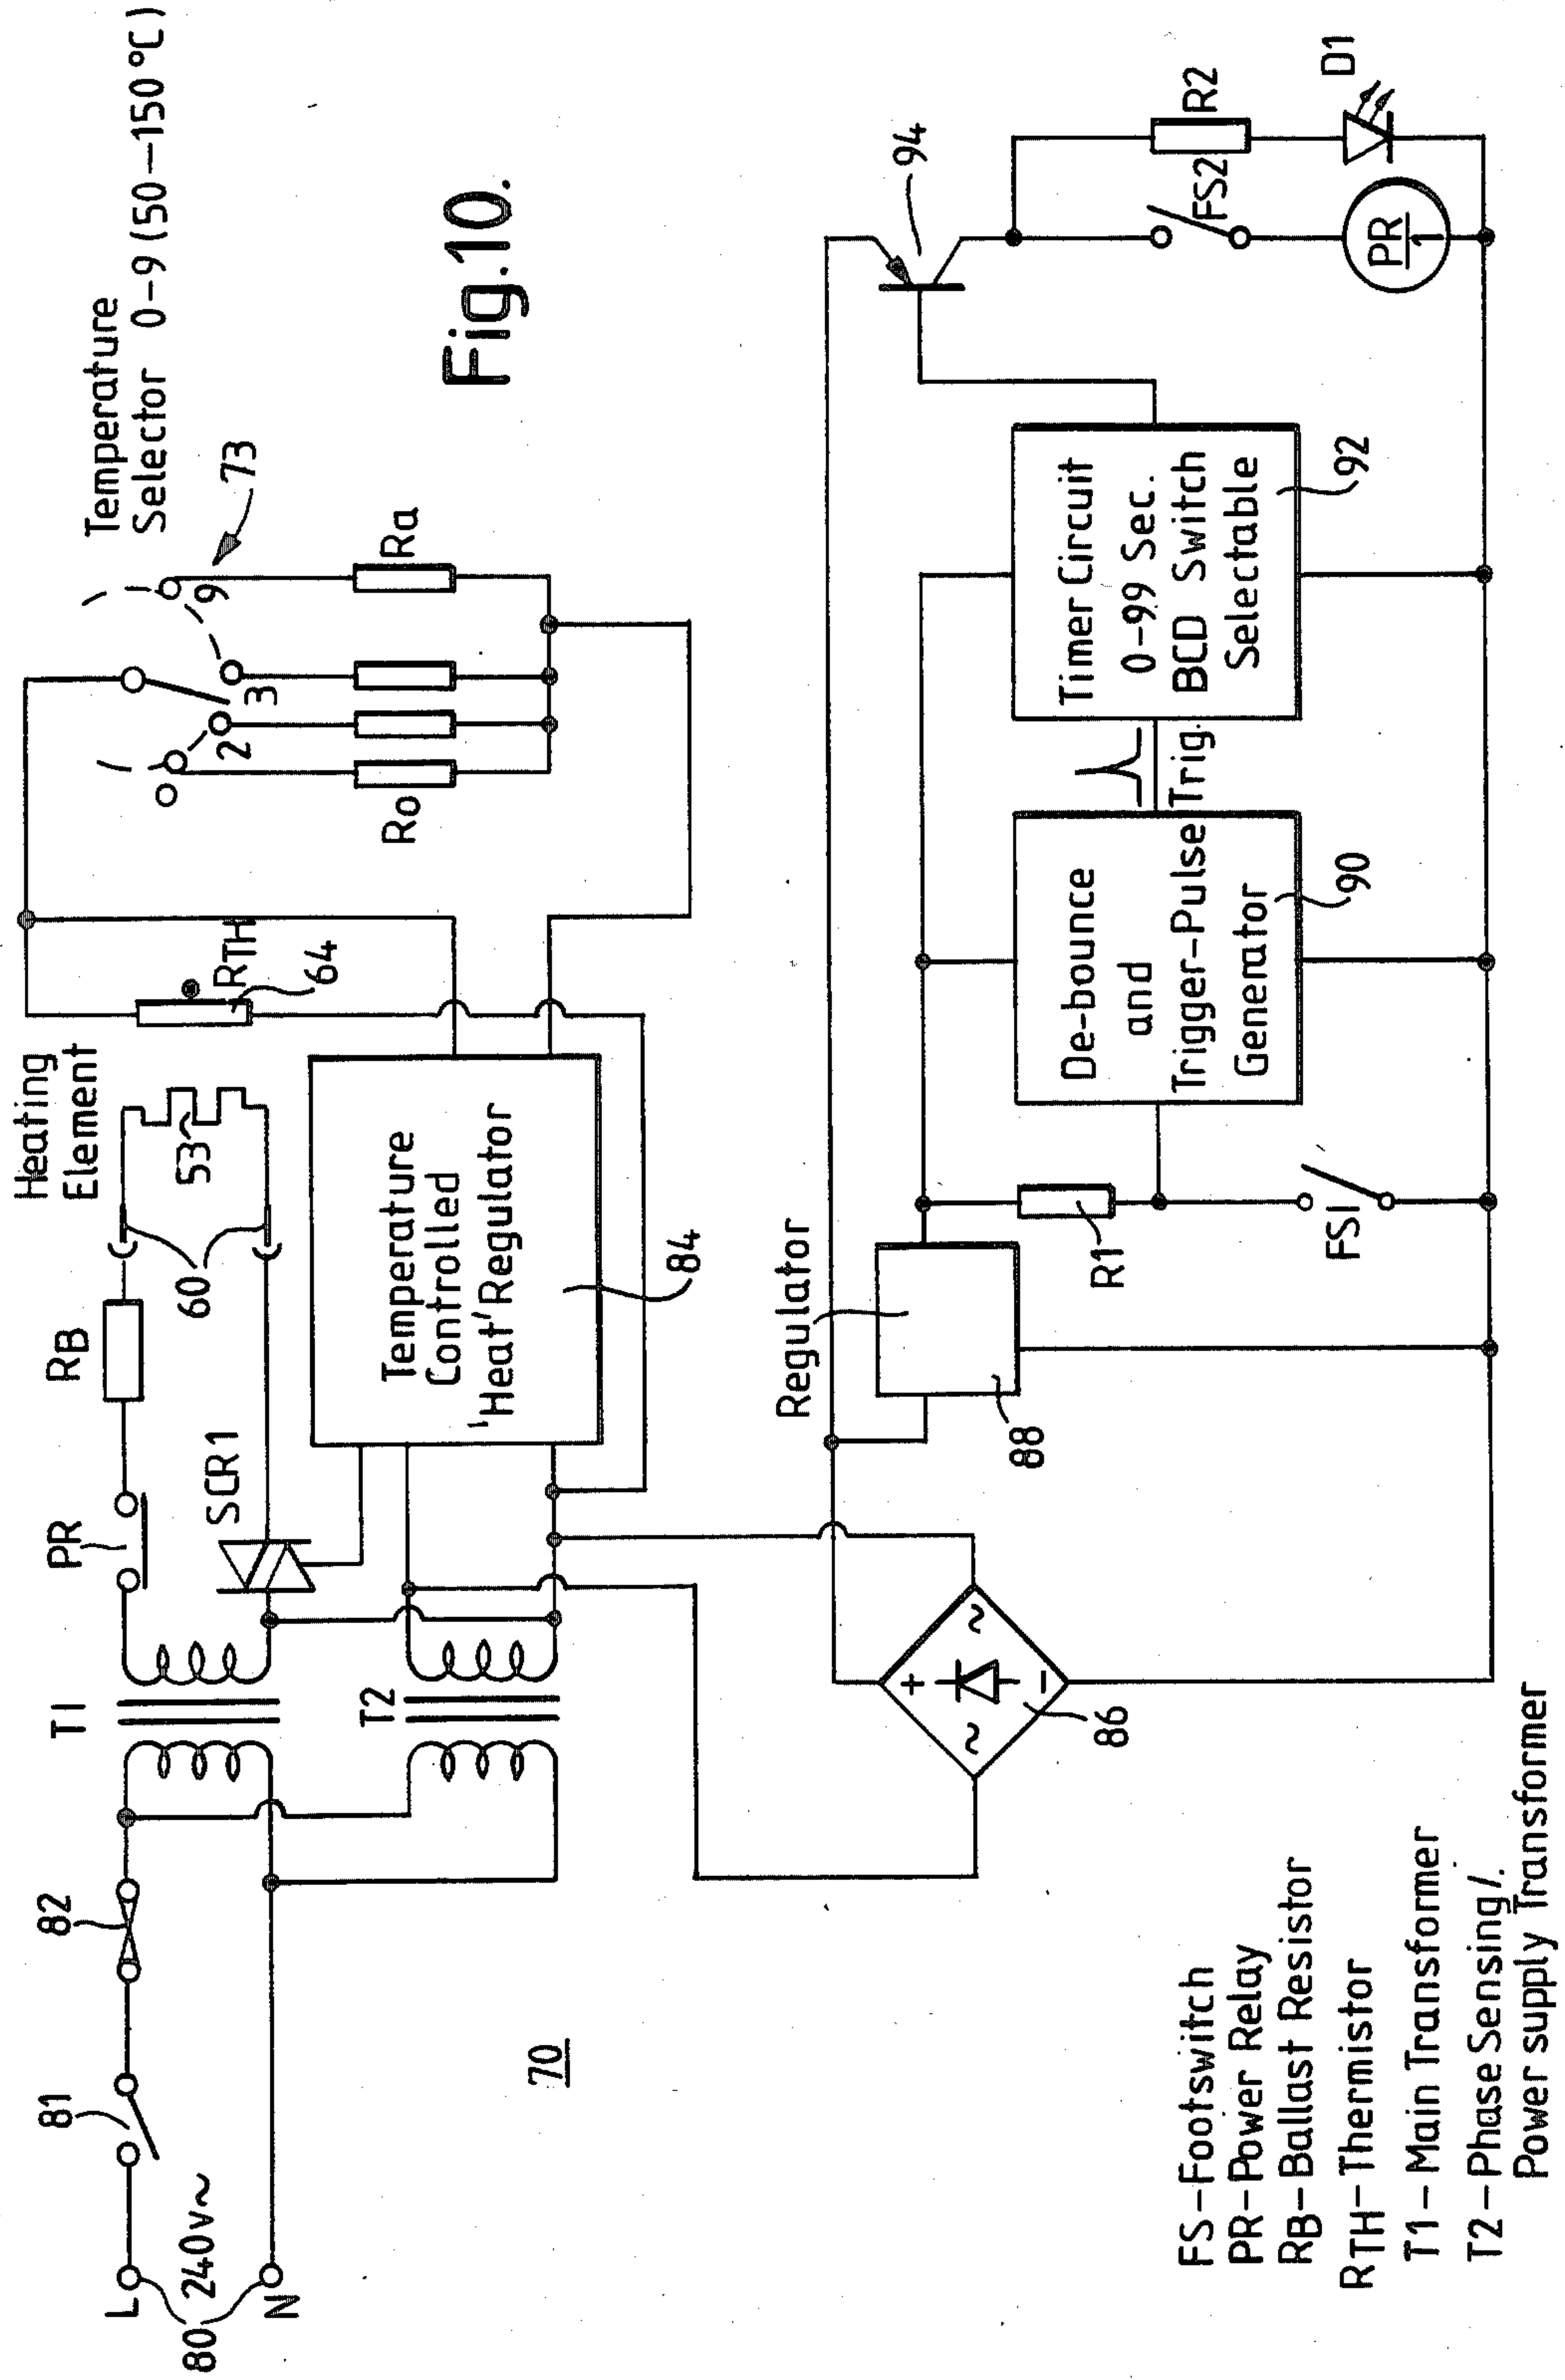 Fig.10.
Temperature
Selector 0-9 (50-150°C)
73
9
3
2
Ra
Ro
RTH
64
Heating
Element
53
60
RB
PR
SCR1
T1
T2
82
81
L
240v~
80
N
70
Temperature
Controlled
'Heat' Regulator
84
94
R2
FS2
D1
PR
1
Timer Circuit
0-99 Sec.
BCD Switch
Selectable
92
Trig.
De-bounce
and
Trigger-Pulse
Generator
90
R1
FS1
Regulator
88
+
~
~
-
86
FS-Footswitch
PR-Power Relay
RB-Ballast Resistor
RTH-Thermistor
T1-Main Transformer
T2-Phase Sensing/.
Power supply Transformer